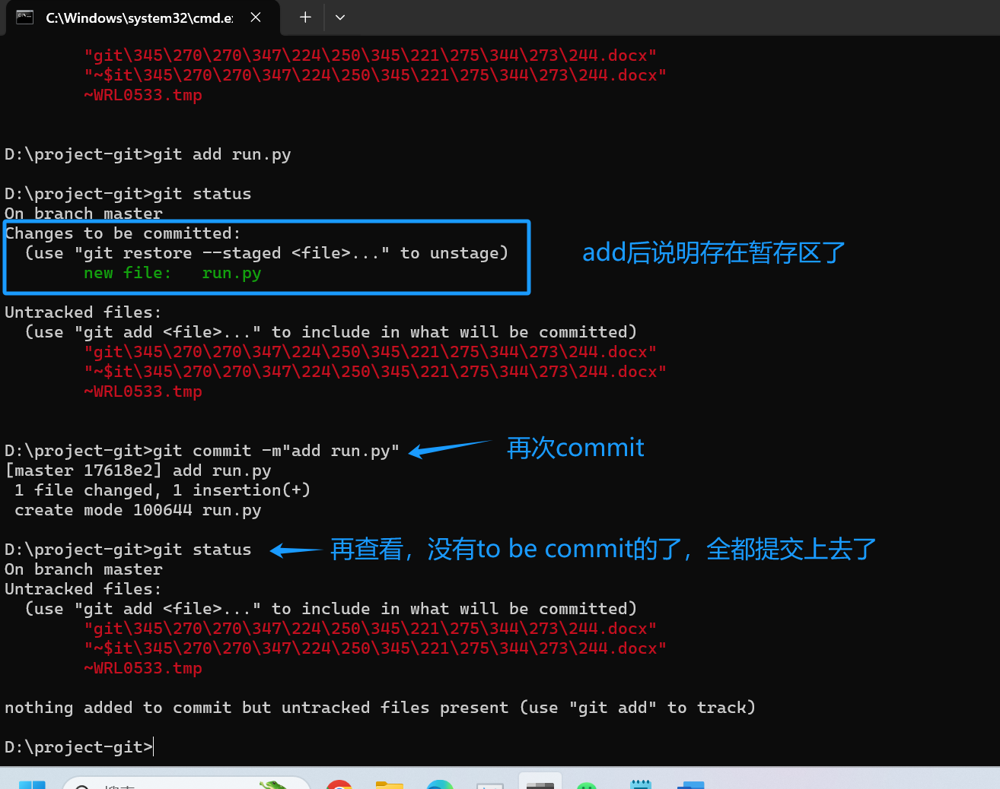 C:\Windows\system32\cmd.e
"git\345\270\270\347\224\250\345\221\275\344\273\244.docx"
"~$it\345\270\270\347\224\250\345\221\275\344\273\244.docx"
~WRL0533.tmp
D:\project-git>git add run.py
D:\project-git>git status
On branch master
Changes to be committed:
(use "git restore --staged <file>..." to unstage)
new file:   run.py
add后说明存在暂存区了
Untracked files:
(use "git add <file>..." to include in what will be committed)
"git\345\270\270\347\224\250\345\221\275\344\273\244.docx"
"~$it\345\270\270\347\224\250\345\221\275\344\273\244.docx"
~WRL0533.tmp
D:\project-git>git commit -m"add run.py"
再次commit
[master 17618e2] add run.py
1 file changed, 1 insertion(+)
create mode 100644 run.py
D:\project-git>git status
再查看，没有to be commit的了，全都提交上去了
On branch master
Untracked files:
(use "git add <file>..." to include in what will be committed)
"git\345\270\270\347\224\250\345\221\275\344\273\244.docx"
"~$it\345\270\270\347\224\250\345\221\275\344\273\244.docx"
~WRL0533.tmp
nothing added to commit but untracked files present (use "git add" to track)
D:\project-git>